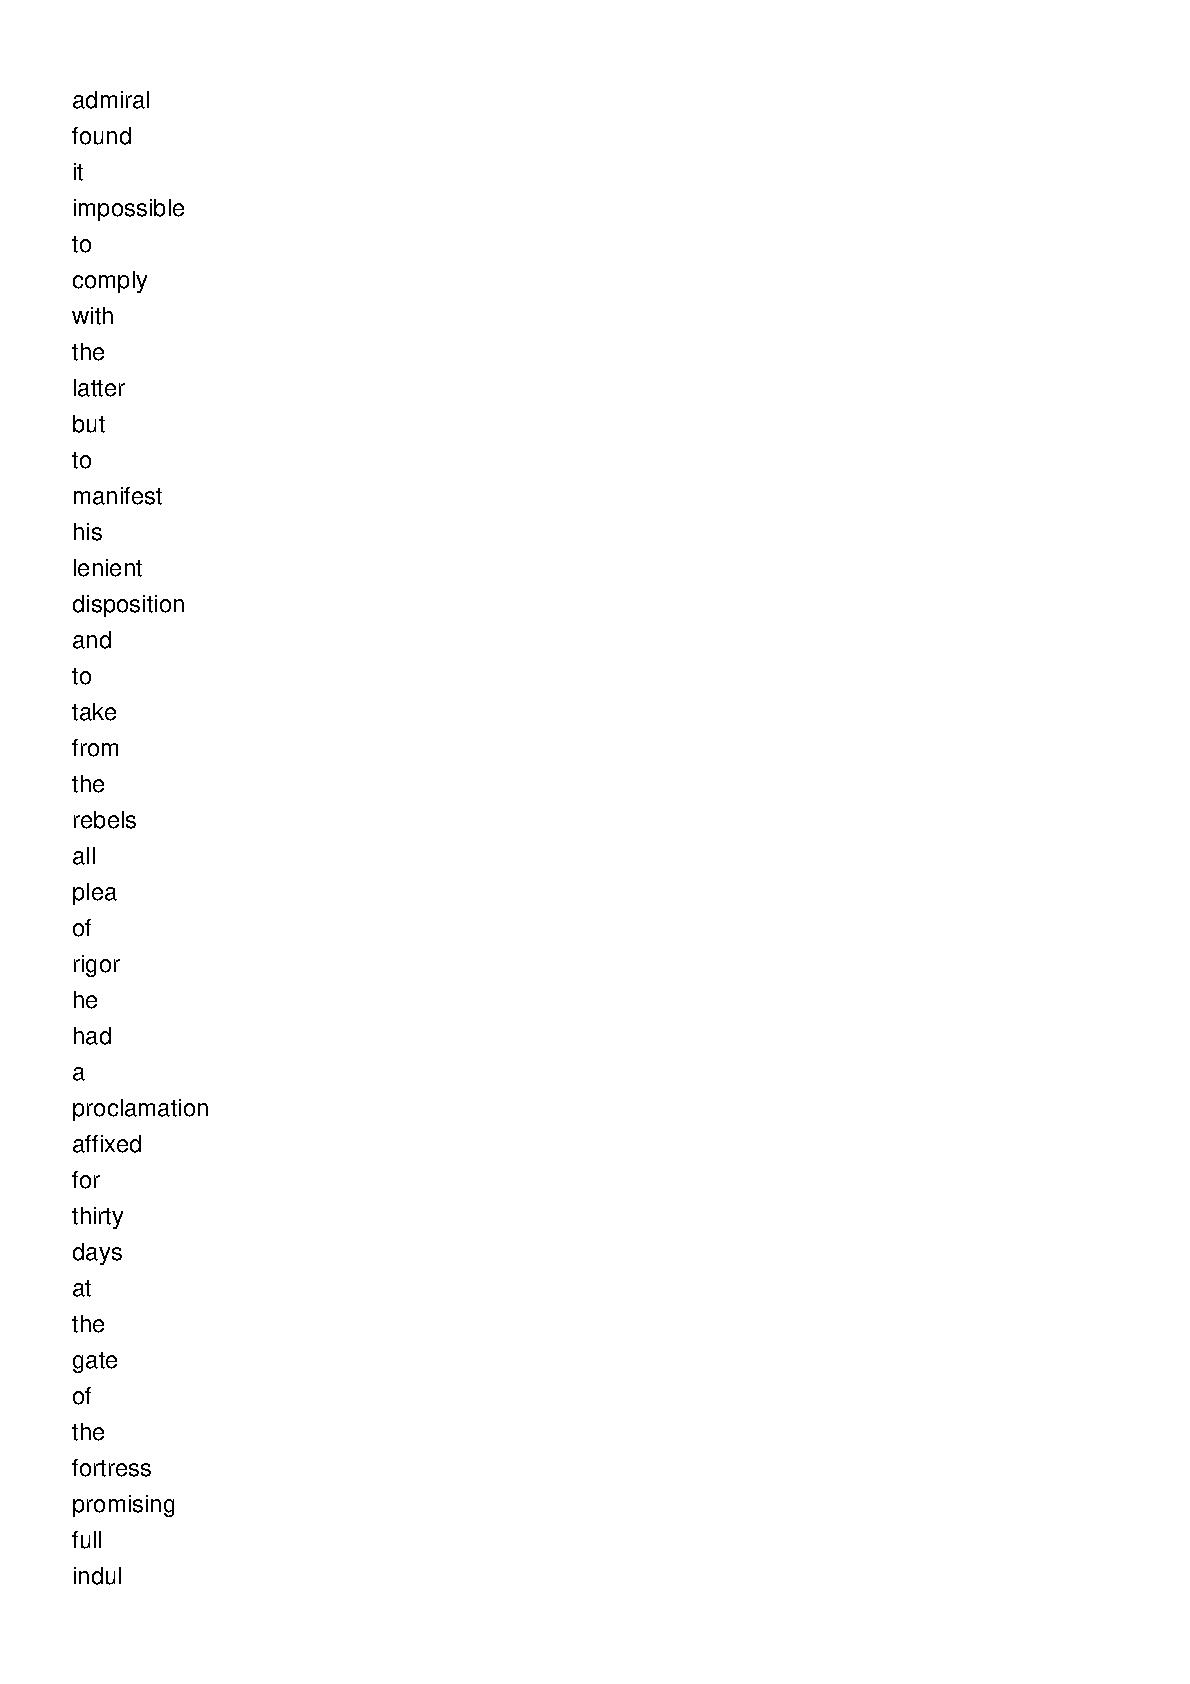 admiral
found
it
impossible
to
comply
with
the
latter
but
to
manifest
his
lenient
disposition
and
to
take
from
the
rebels
all
plea
of
rigor
he
had
a
proclamation
affixed
for
thirty
days
at
the
gate
of
the
fortress
promising
full
indul